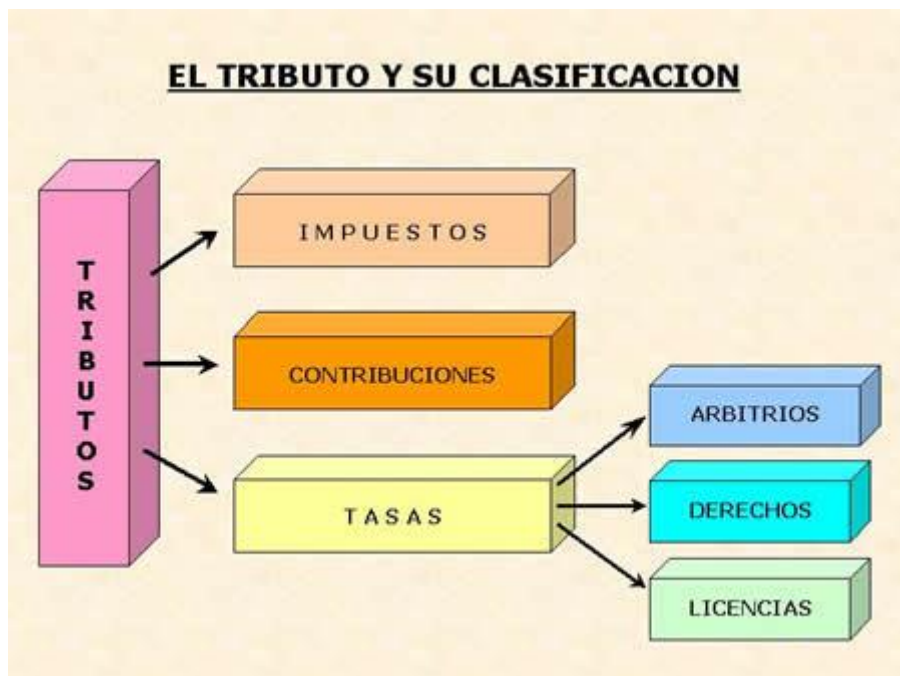 EL TRIBUTO Y SU CLASIFICACION
TRIBUTOS
IMPUESTOS
CONTRIBUCIONES
TASAS
ARBITRIOS
DERECHOS
LICENCIAS